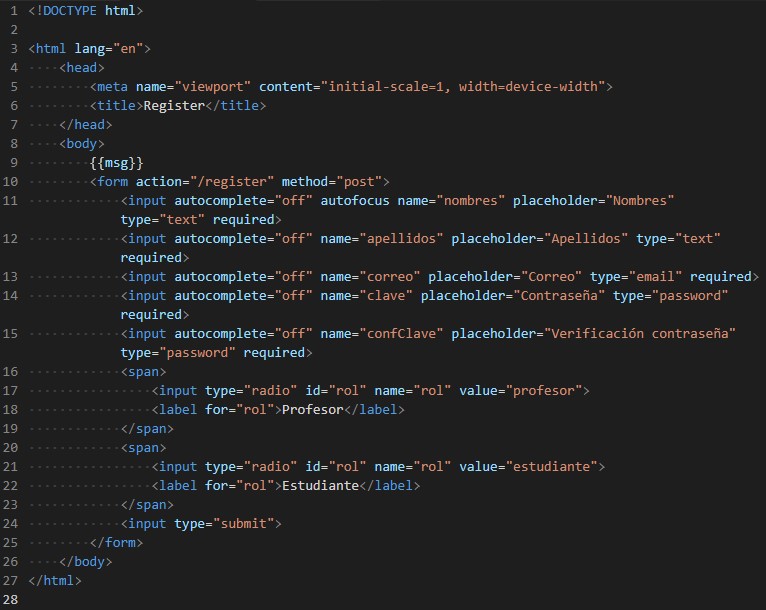 1 <!DOCTYPE html>
2
3 <html lang="en">
4 ····<head>
5 ········<meta name="viewport" content="initial-scale=1, width=device-width">
6 ········<title>Register</title>
7 ····</head>
8 ····<body>
9 ········{{msg}}
10 ········<form action="/register" method="post">
11 ············<input autocomplete="off" autofocus name="nombres" placeholder="Nombres"
type="text" required>
12 ············<input autocomplete="off" name="apellidos" placeholder="Apellidos" type="text"
required>
13 ············<input autocomplete="off" name="correo" placeholder="Correo" type="email" required>
14 ············<input autocomplete="off" name="clave" placeholder="Contraseña" type="password"
required>
15 ············<input autocomplete="off" name="confClave" placeholder="Verificación contraseña"
type="password" required>
16 ············<span>
17 ················<input type="radio" id="rol" name="rol" value="profesor">
18 ················<label for="rol">Profesor</label>
19 ············</span>
20 ············<span>
21 ················<input type="radio" id="rol" name="rol" value="estudiante">
22 ················<label for="rol">Estudiante</label>
23 ············</span>
24 ············<input type="submit">
25 ········</form>
26 ····</body>
27 </html>
28